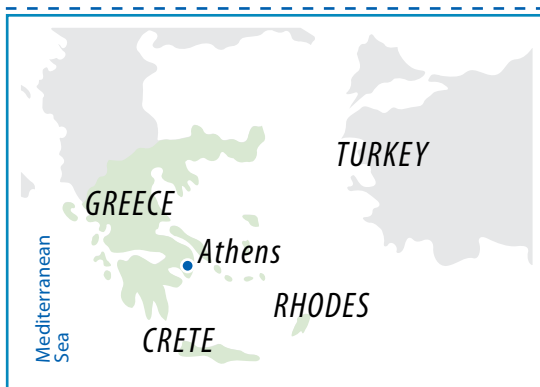 TURKEY
GREECE
Athens
RHODES
CRETE
Mediterranean
Sea